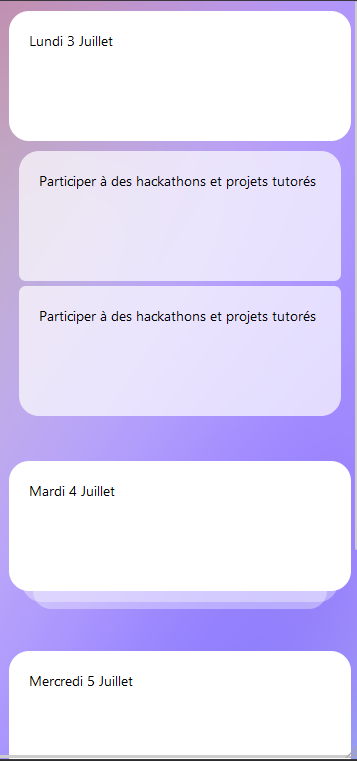 Lundi 3 Juillet
Participer à des hackathons et projets tutorés
Participer à des hackathons et projets tutorés
Mardi 4 Juillet
Mercredi 5 Juillet